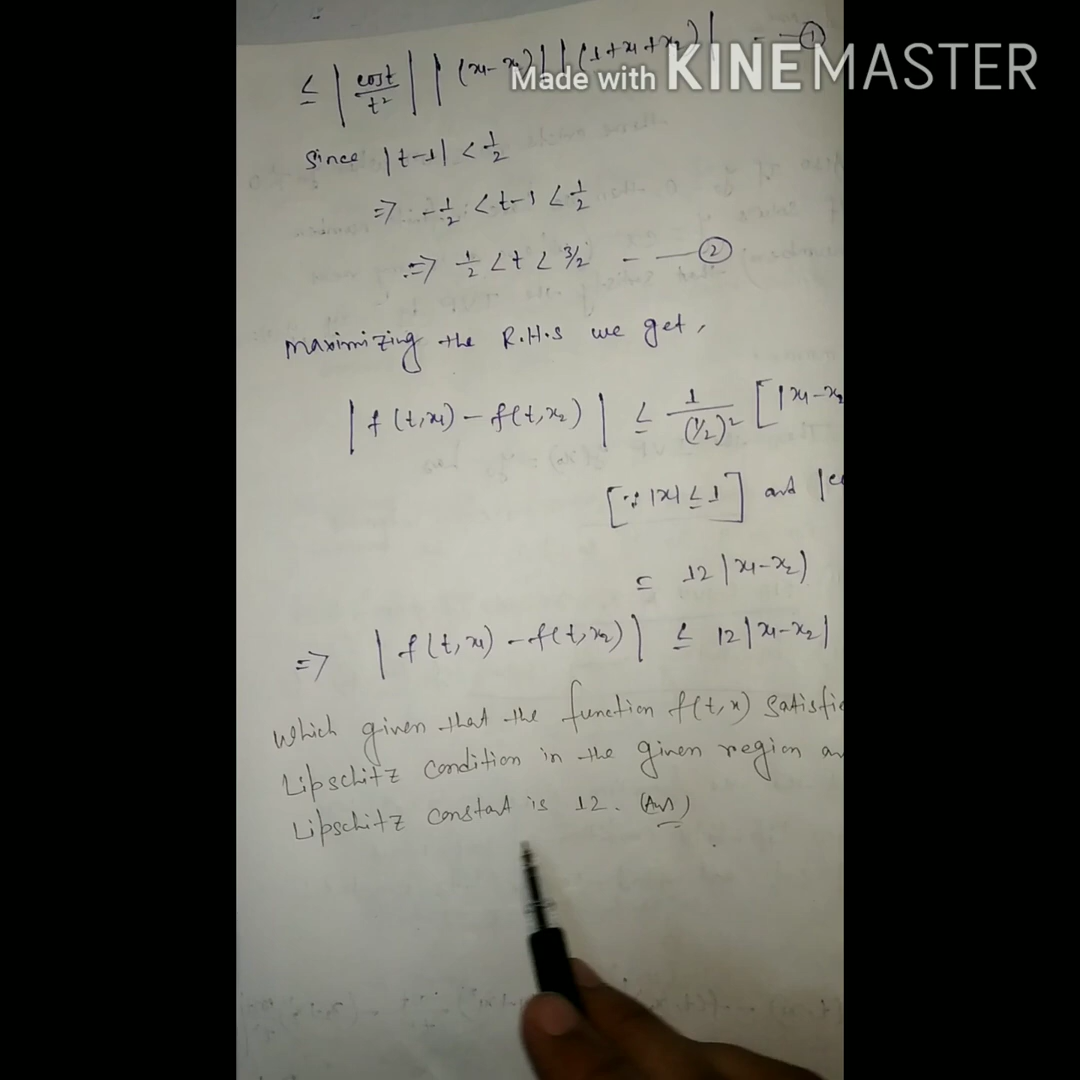 ≤ |cost/t²| |(x₁-x₂)| |(1+x₁+x₂)| - - ①
Made with KINEMASTER
Since |t-1| < 1/2
=> -1/2 < t-1 < 1/2
=> 1/2 < t < 3/2 - - ②
Maximizing the R.H.S we get,
|f(t,x₁) - f(t,x₂)| ≤ 1/(1/2)² [|x₁-x₂
[∵ |x| ≤ 1] and |c
= 12|x₁-x₂)
=> |f(t,x₁) - f(t,x₂)| ≤ 12|x₁-x₂|
Which given that the function f(t,x) Satisfie
Lipschitz Condition in the given region an
Lipschitz constant is 12. (Ans)